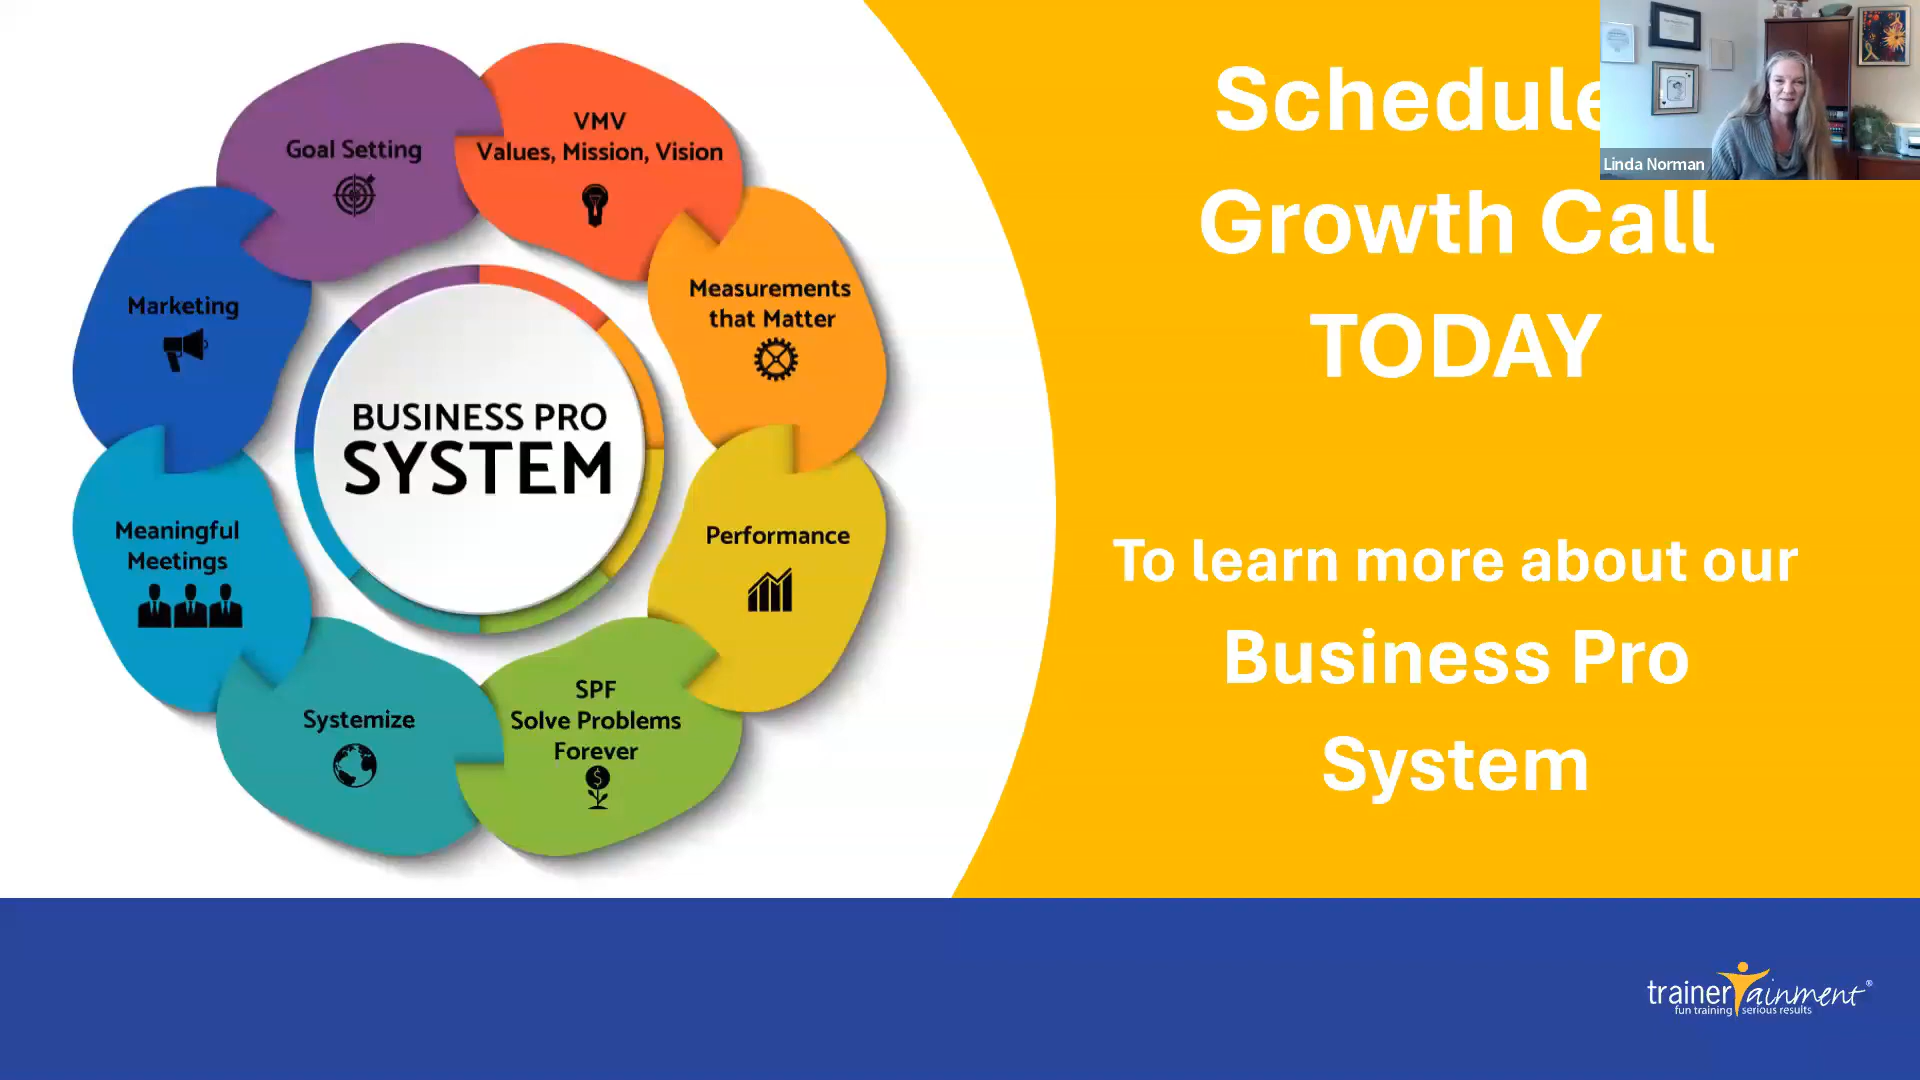 Goal Setting
VMV
Values, Mission, Vision
Measurements
that Matter
Performance
SPF
Solve Problems
Forever
Systemize
Meaningful
Meetings
Marketing
BUSINESS PRO
SYSTEM
Schedule
Growth Call
TODAY
To learn more about our
Business Pro
System
Linda Norman
trainertainment®
fun training serious results